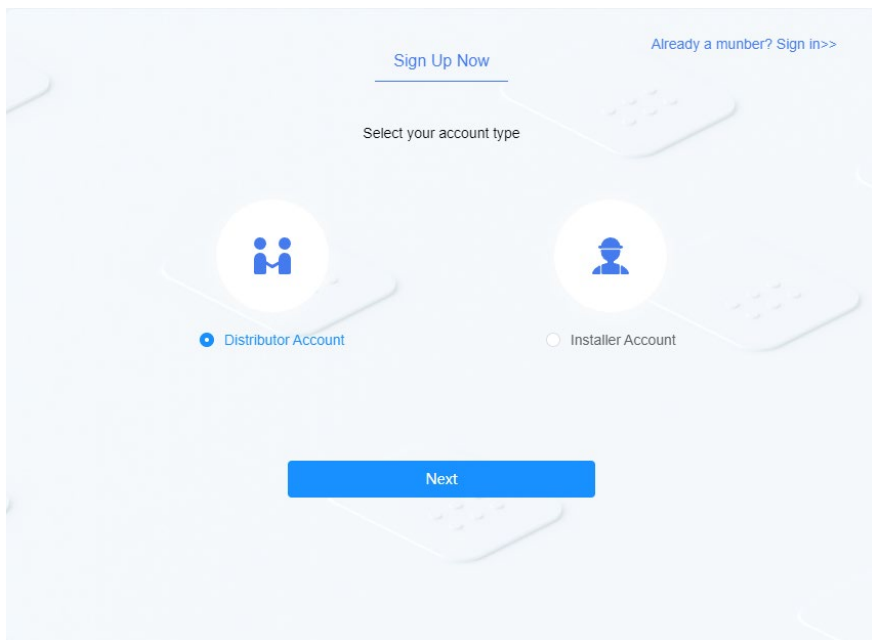 Already a munber? Sign in>>
Sign Up Now
Select your account type
Distributor Account
Installer Account
Next